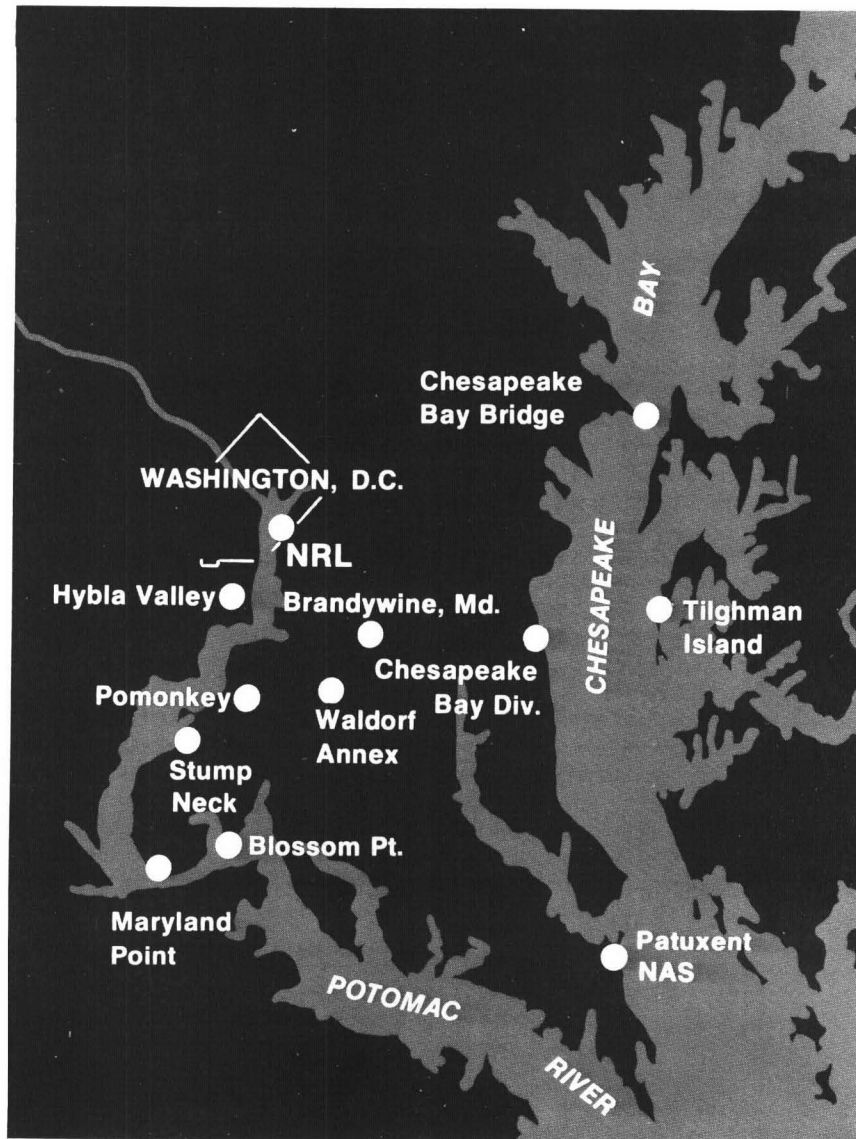 BAY
Chesapeake
Bay Bridge
WASHINGTON, D.C.
NRL
CHESAPEAKE
Hybla Valley
Brandywine, Md.
Tilghman
Island
Chesapeake
Bay Div.
Pomonkey
Waldorf
Annex
Stump
Neck
Blossom Pt.
Maryland
Point
Patuxent
NAS
POTOMAC
RIVER